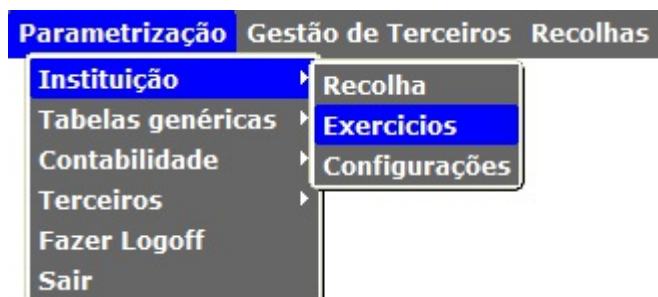 Parametrização Gestão de Terceiros Recolhas
Instituição
Tabelas genéricas
Contabilidade
Terceiros
Fazer Logoff
Sair
Recolha
Exercicios
Configurações